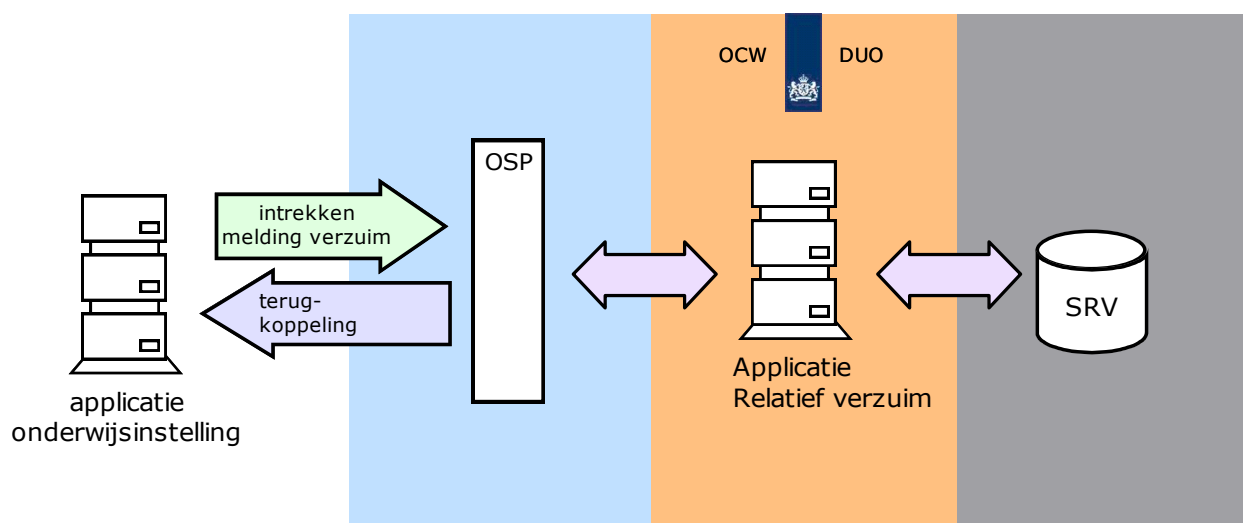 OCW
DUO
OSP
intrekken
melding verzuim
terug-
koppeling
SRV
applicatie
onderwijsinstelling
Applicatie
Relatief verzuim